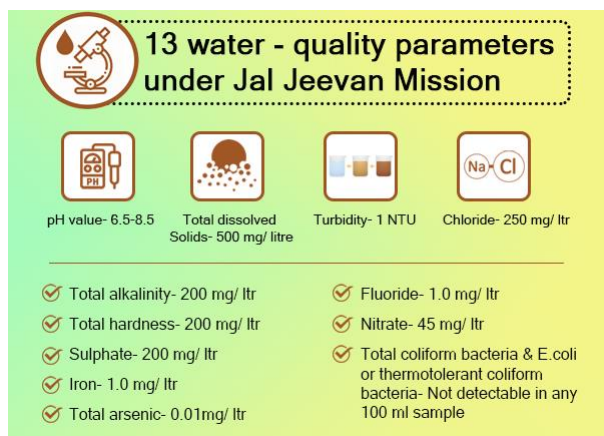 13 water - quality parameters
under Jal Jeevan Mission
PH
Na Cl
pH value- 6.5-8.5
Total dissolved
Solids- 500 mg/ litre
Turbidity- 1 NTU
Chloride- 250 mg/ ltr
Total alkalinity- 200 mg/ ltr
Total hardness- 200 mg/ ltr
Sulphate- 200 mg/ ltr
Iron- 1.0 mg/ ltr
Total arsenic- 0.01mg/ ltr
Fluoride- 1.0 mg/ ltr
Nitrate- 45 mg/ ltr
Total coliform bacteria & E.coli
or thermotolerant coliform
bacteria- Not detectable in any
100 ml sample